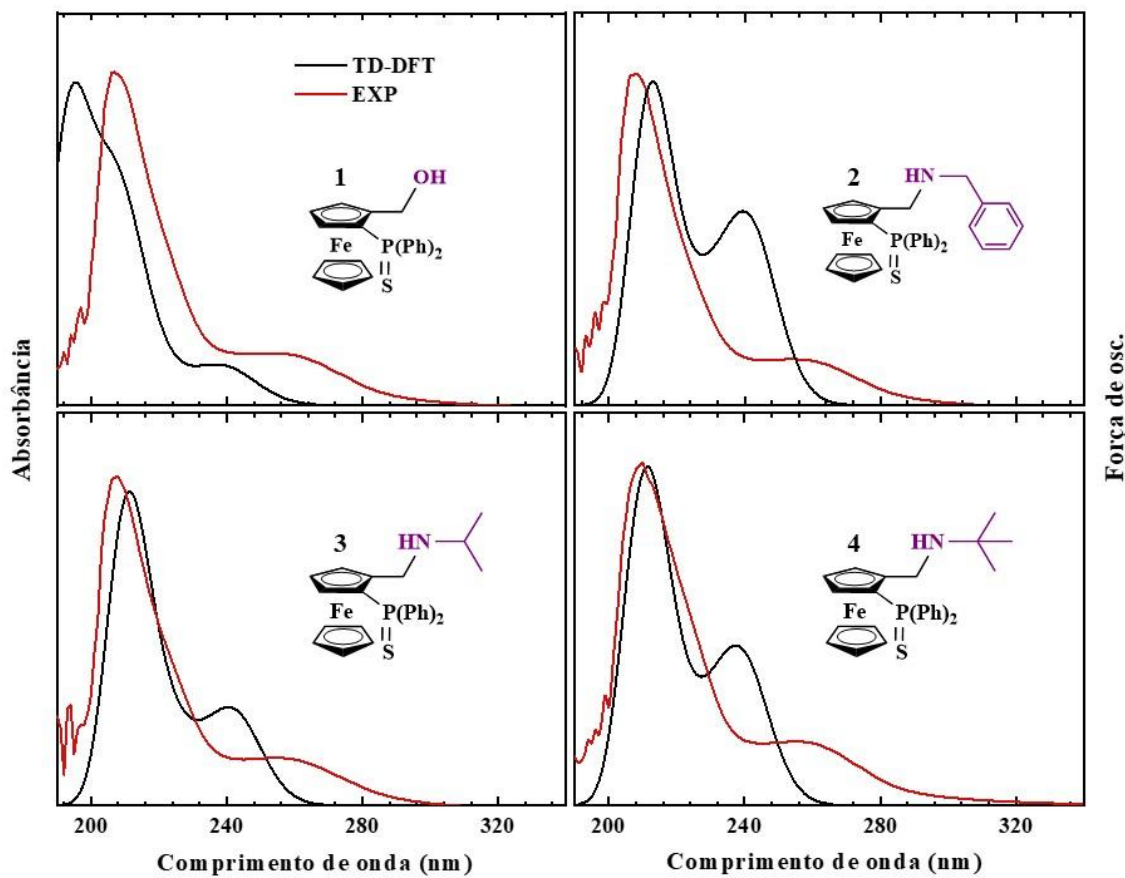 Absorbância
Força de osc.
TD-DFT
EXP
1
OH
Fe
P(Ph)2
S
2
HN
Fe
P(Ph)2
S
3
HN
Fe
P(Ph)2
S
4
HN
Fe
P(Ph)2
S
200 240 280 320
200 240 280 320
Comprimento de onda (nm)
Comprimento de onda (nm)